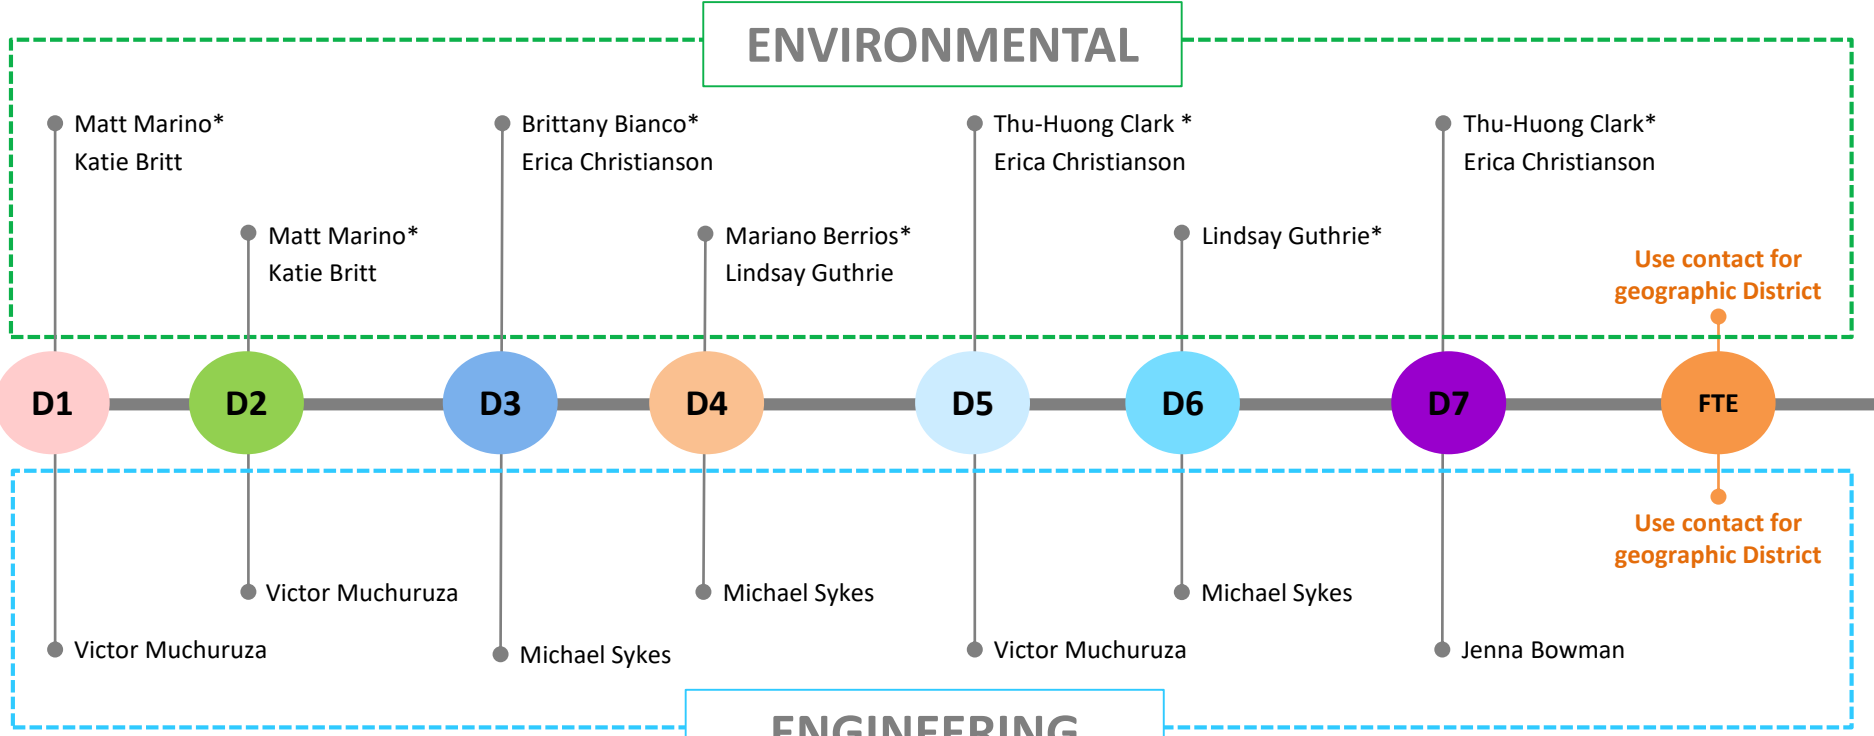 ENVIRONMENTAL
Matt Marino*
Katie Britt
Brittany Bianco*
Erica Christianson
Thu-Huong Clark *
Erica Christianson
Thu-Huong Clark*
Erica Christianson
Matt Marino*
Katie Britt
Mariano Berrios*
Lindsay Guthrie
Lindsay Guthrie*
Use contact for
geographic District
D1
D2
D3
D4
D5
D6
D7
FTE
Use contact for
geographic District
Victor Muchuruza
Michael Sykes
Michael Sykes
Victor Muchuruza
Michael Sykes
Victor Muchuruza
Jenna Bowman
ENGINEERING